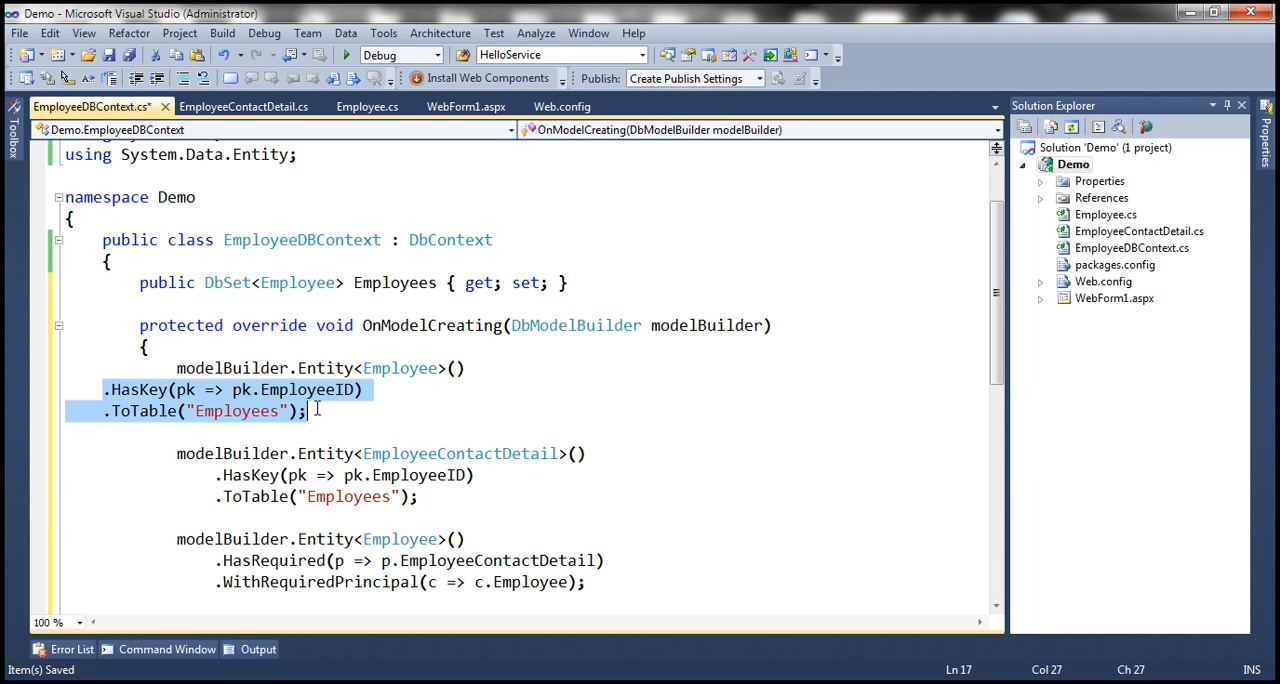 Demo - Microsoft Visual Studio (Administrator)
File Edit View Refactor Project Build Debug Team Data Tools Architecture Test Analyze Window Help
Debug HelloService
Install Web Components Publish: Create Publish Settings
EmployeeDBContext.cs* EmployeeContactDetail.cs Employee.cs WebForm1.aspx Web.config
Demo.EmployeeDBContext OnModelCreating(DbModelBuilder modelBuilder)
Toolbox
using System.Data.Entity;
namespace Demo
{
public class EmployeeDBContext : DbContext
{
public DbSet<Employee> Employees { get; set; }
protected override void OnModelCreating(DbModelBuilder modelBuilder)
{
modelBuilder.Entity<Employee>()
.HasKey(pk => pk.EmployeeID)
.ToTable("Employees");
modelBuilder.Entity<EmployeeContactDetail>()
.HasKey(pk => pk.EmployeeID)
.ToTable("Employees");
modelBuilder.Entity<Employee>()
.HasRequired(p => p.EmployeeContactDetail)
.WithRequiredPrincipal(c => c.Employee);
100 %
Solution Explorer
Solution 'Demo' (1 project)
Demo
Properties
References
Employee.cs
EmployeeContactDetail.cs
EmployeeDBContext.cs
packages.config
Web.config
WebForm1.aspx
Properties
Error List Command Window Output
Item(s) Saved Ln 17 Col 27 Ch 27 INS